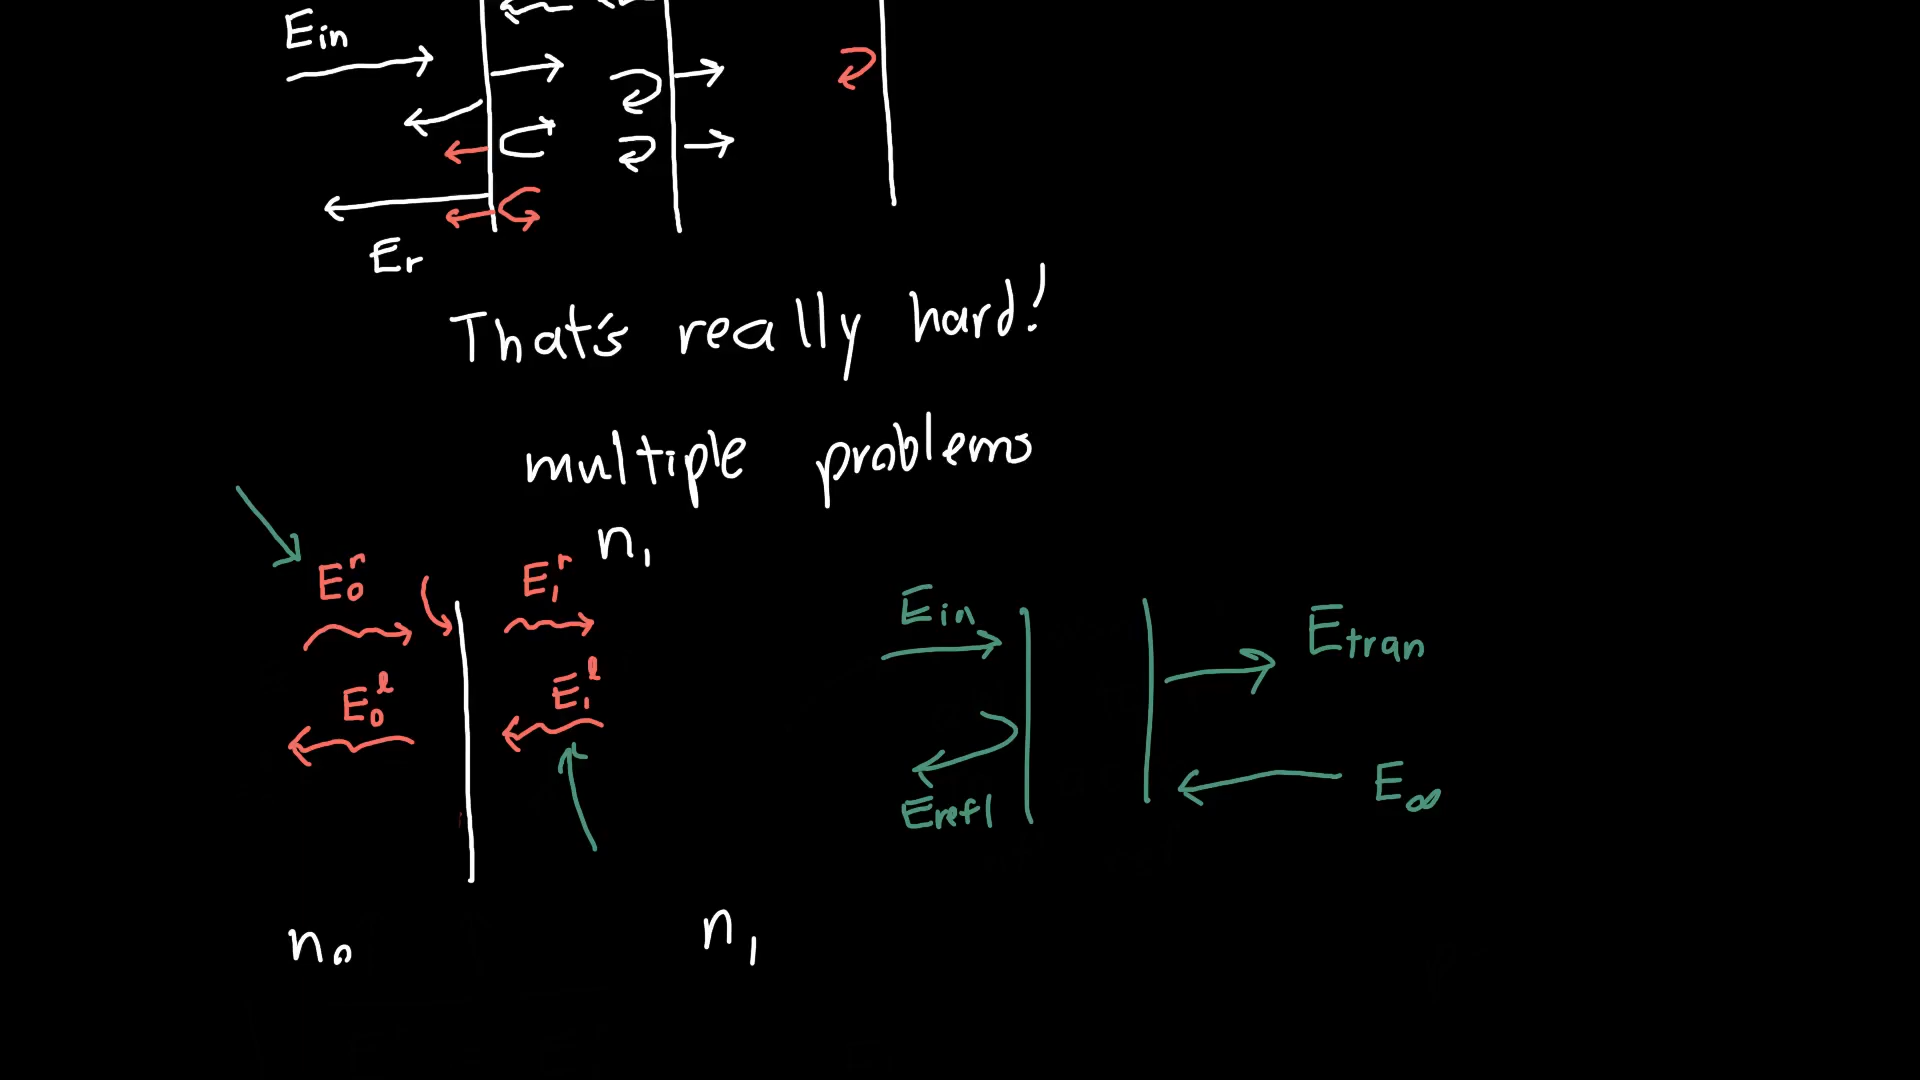 Ein
Er
That's really hard!
multiple problems
n₁
E₀ʳ E₁ʳ
Ein Etran
E₀ˡ E₁ˡ
Erefl E∞
n₀ n₁